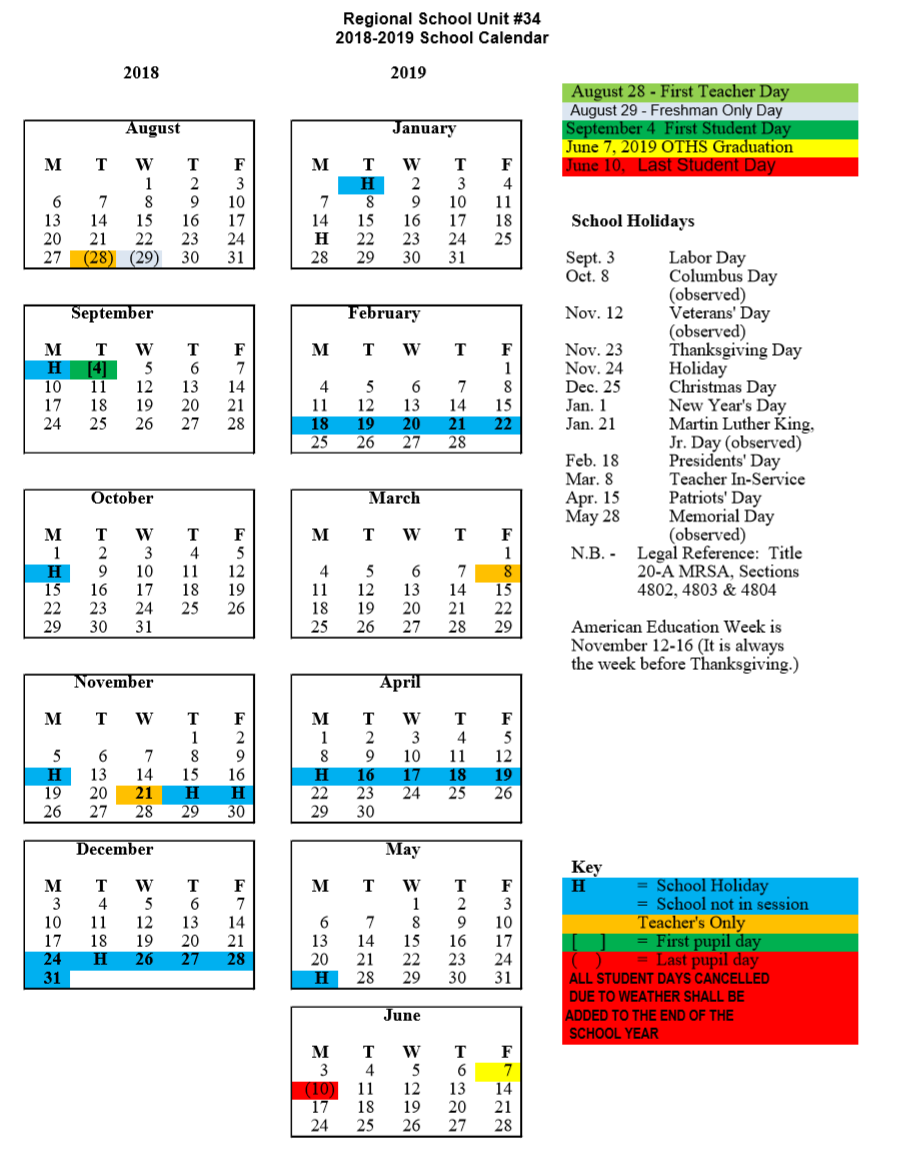 Regional School Unit #34
2018-2019 School Calendar
2018
August
M T W T F
1 2 3
6 7 8 9 10
13 14 15 16 17
20 21 22 23 24
27 (28) (29) 30 31
September
M T W T F
H [4] 5 6 7
10 11 12 13 14
17 18 19 20 21
24 25 26 27 28
October
M T W T F
1 2 3 4 5
H 9 10 11 12
15 16 17 18 19
22 23 24 25 26
29 30 31
November
M T W T F
1 2
5 6 7 8 9
H 13 14 15 16
19 20 21 H H
26 27 28 29 30
December
M T W T F
3 4 5 6 7
10 11 12 13 14
17 18 19 20 21
24 H 26 27 28
31
2019
January
M T W T F
H 2 3 4
7 8 9 10 11
14 15 16 17 18
H 22 23 24 25
28 29 30 31
February
M T W T F
1
4 5 6 7 8
11 12 13 14 15
18 19 20 21 22
25 26 27 28
March
M T W T F
1
4 5 6 7 8
11 12 13 14 15
18 19 20 21 22
25 26 27 28 29
April
M T W T F
1 2 3 4 5
8 9 10 11 12
H 16 17 18 19
22 23 24 25 26
29 30
May
M T W T F
1 2 3
6 7 8 9 10
13 14 15 16 17
20 21 22 23 24
H 28 29 30 31
June
M T W T F
3 4 5 6 7
(10) 11 12 13 14
17 18 19 20 21
24 25 26 27 28
August 28 - First Teacher Day
August 29 - Freshman Only Day
September 4 First Student Day
June 7, 2019 OTHS Graduation
June 10, Last Student Day
School Holidays
Sept. 3 Labor Day
Oct. 8 Columbus Day
(observed)
Nov. 12 Veterans' Day
(observed)
Nov. 23 Thanksgiving Day
Nov. 24 Holiday
Dec. 25 Christmas Day
Jan. 1 New Year's Day
Jan. 21 Martin Luther King,
Jr. Day (observed)
Feb. 18 Presidents' Day
Mar. 8 Teacher In-Service
Apr. 15 Patriots' Day
May 28 Memorial Day
(observed)
N.B. - Legal Reference: Title
20-A MRSA, Sections
4802, 4803 & 4804
American Education Week is
November 12-16 (It is always
the week before Thanksgiving.)
Key
H = School Holiday
= School not in session
Teacher's Only
[ ] = First pupil day
( ) = Last pupil day
ALL STUDENT DAYS CANCELLED
DUE TO WEATHER SHALL BE
ADDED TO THE END OF THE
SCHOOL YEAR